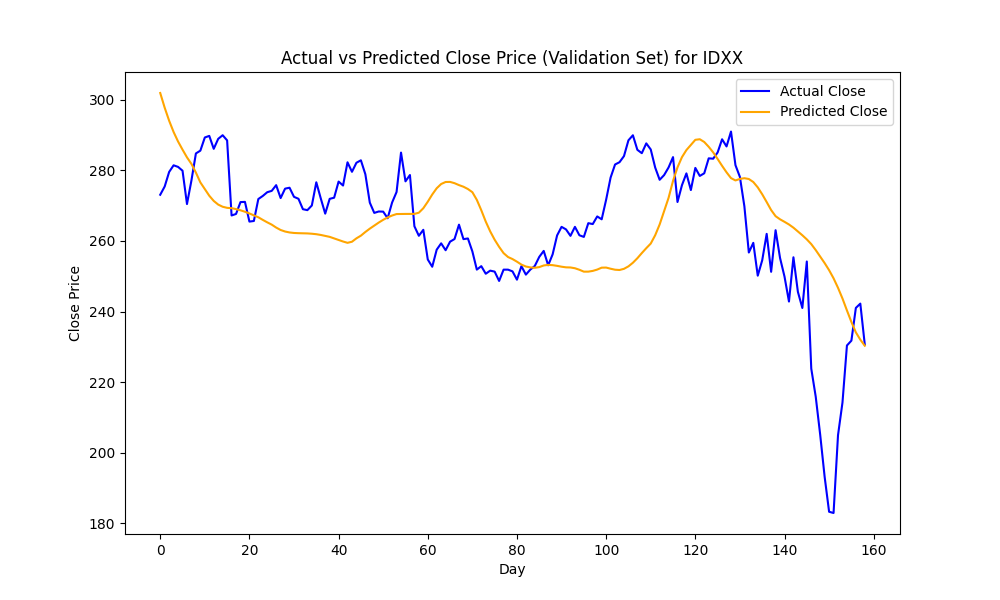 Actual vs Predicted Close Price (Validation Set) for IDXX
Actual Close
Predicted Close
Close Price
300
280
260
240
220
200
180
0 20 40 60 80 100 120 140 160
Day